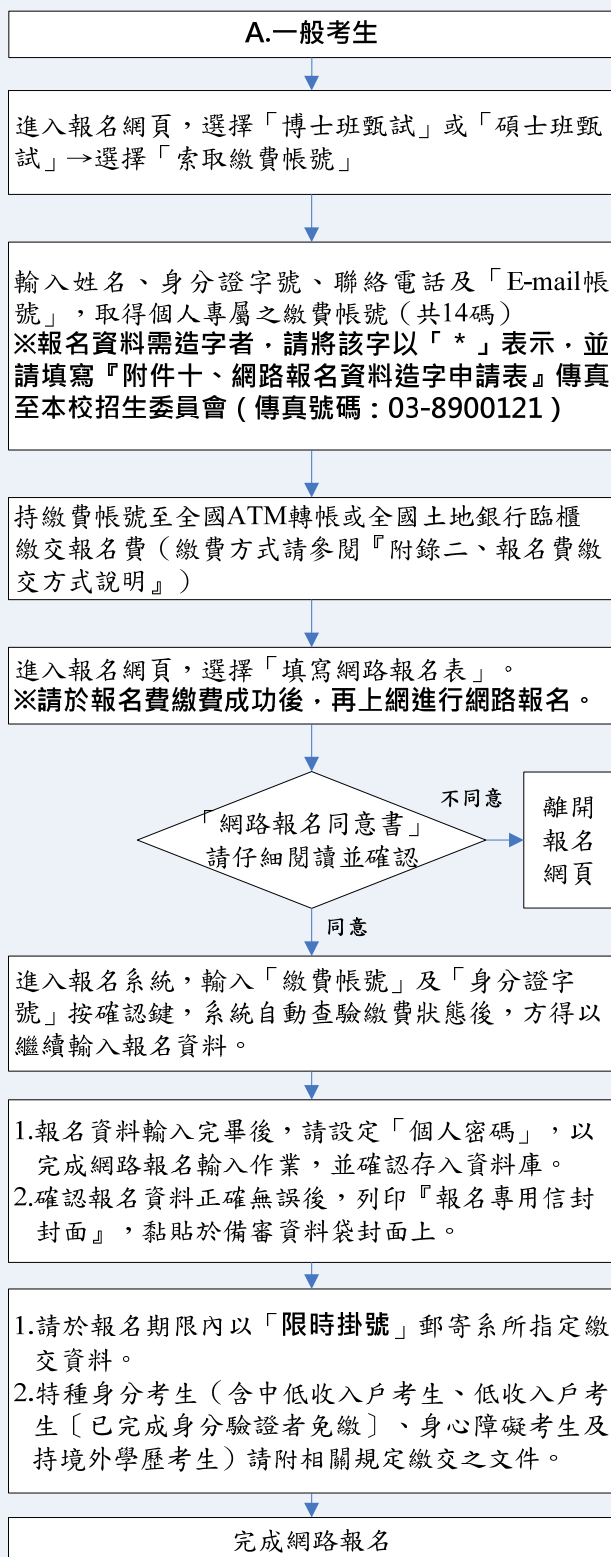 A.一般考生
進入報名網頁，選擇「博士班甄試」或「碩士班甄
試」→選擇「索取繳費帳號」
輸入姓名、身分證字號、聯絡電話及「E-mail帳
號」，取得個人專屬之繳費帳號（共14碼）
※報名資料需造字者，請將該字以「 * 」表示，並
請填寫『附件十、網路報名資料造字申請表』傳真
至本校招生委員會（傳真號碼：03-8900121）
持繳費帳號至全國ATM轉帳或全國土地銀行臨櫃
繳交報名費（繳費方式請參閱『附錄二、報名費繳
交方式說明』）
進入報名網頁，選擇「填寫網路報名表」。
※請於報名費繳費成功後，再上網進行網路報名。
「網路報名同意書」
請仔細閱讀並確認
不同意
離開
報名
網頁
同意
進入報名系統，輸入「繳費帳號」及「身分證字
號」按確認鍵，系統自動查驗繳費狀態後，方得以
繼續輸入報名資料。
1.報名資料輸入完畢後，請設定「個人密碼」，以
完成網路報名輸入作業，並確認存入資料庫。
2.確認報名資料正確無誤後，列印『報名專用信封
封面』，黏貼於備審資料袋封面上。
1.請於報名期限內以「限時掛號」郵寄系所指定繳
交資料。
2.特種身分考生（含中低收入戶考生、低收入戶考
生〔已完成身分驗證者免繳〕、身心障礙考生及
持境外學歷考生）請附相關規定繳交之文件。
完成網路報名